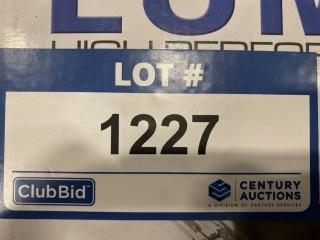 LOT #
1227
ClubBid
CENTURY
AUCTIONS
A DIVISION OF CENTURY SERVICES